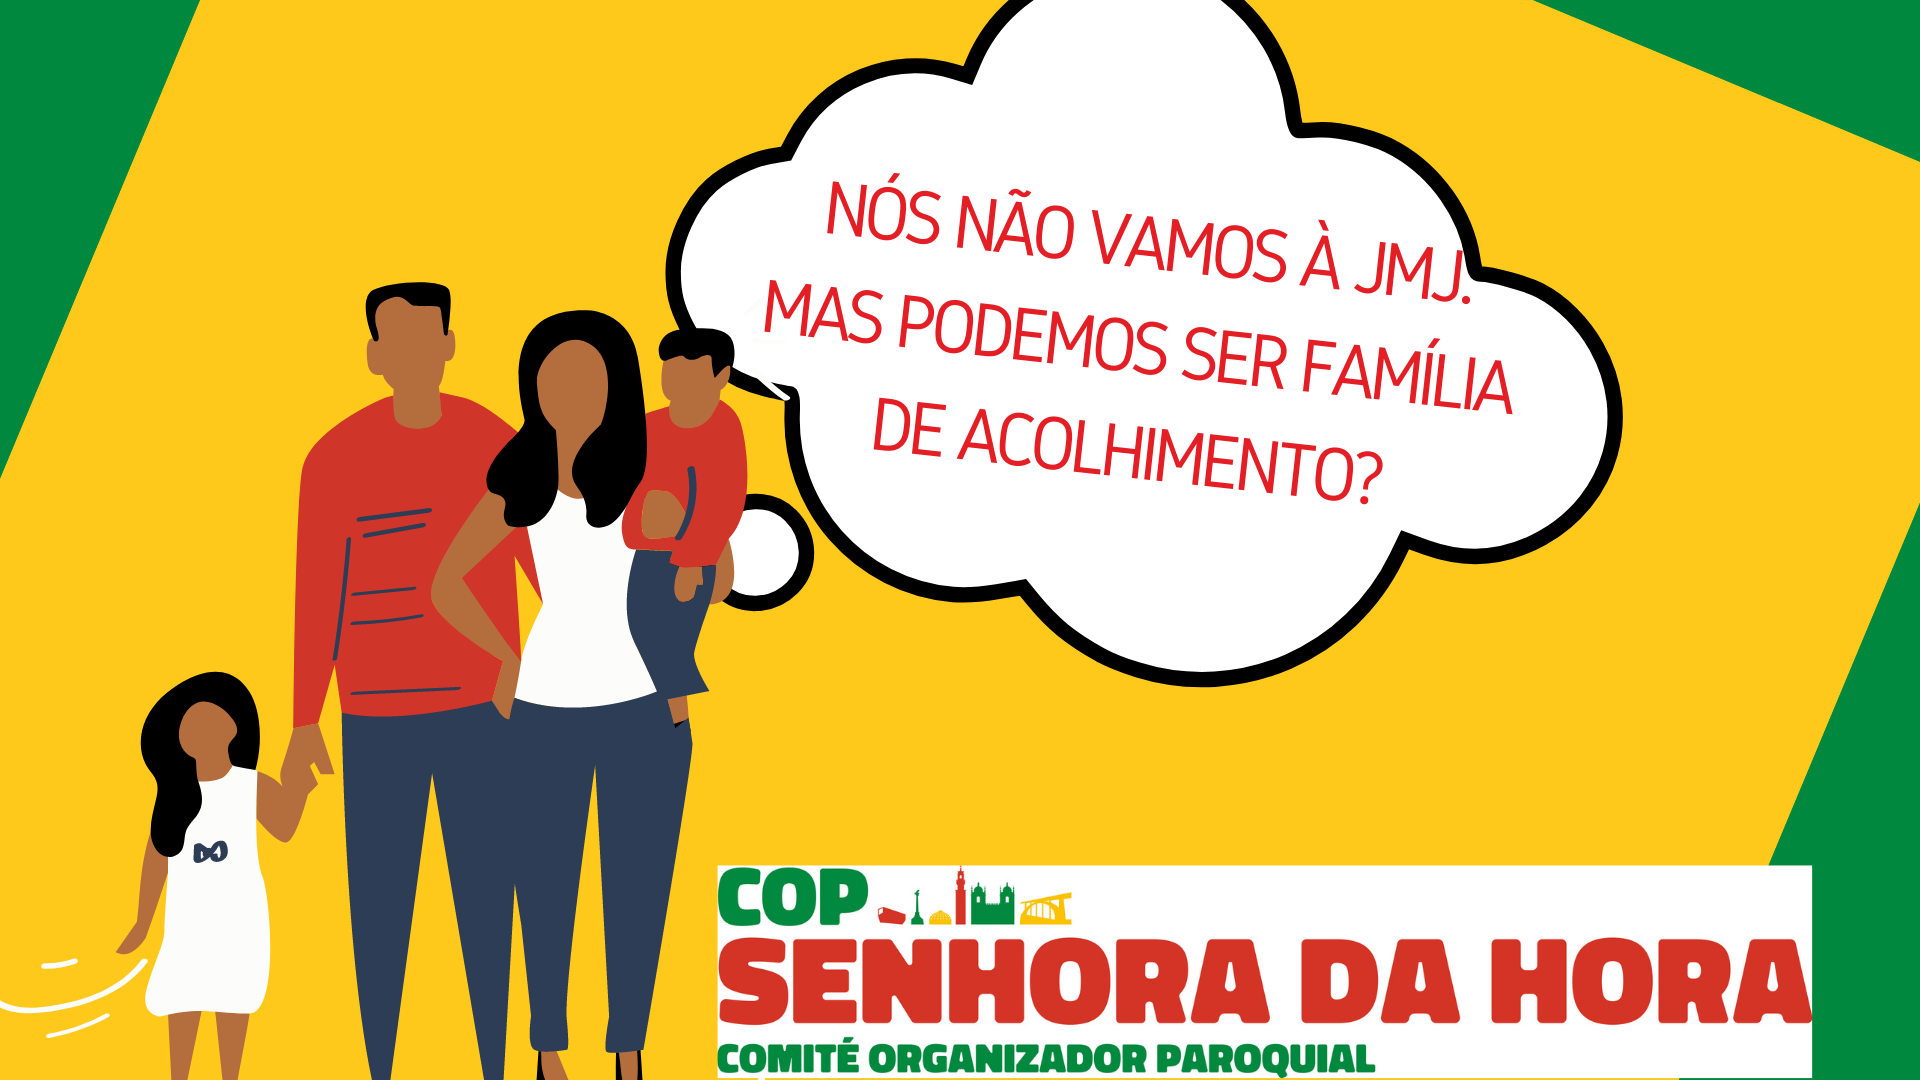 NÓS NÃO VAMOS À JMJ.
MAS PODEMOS SER FAMÍLIA
DE ACOLHIMENTO?
COP
SENHORA DA HORA
COMITÉ ORGANIZADOR PAROQUIAL